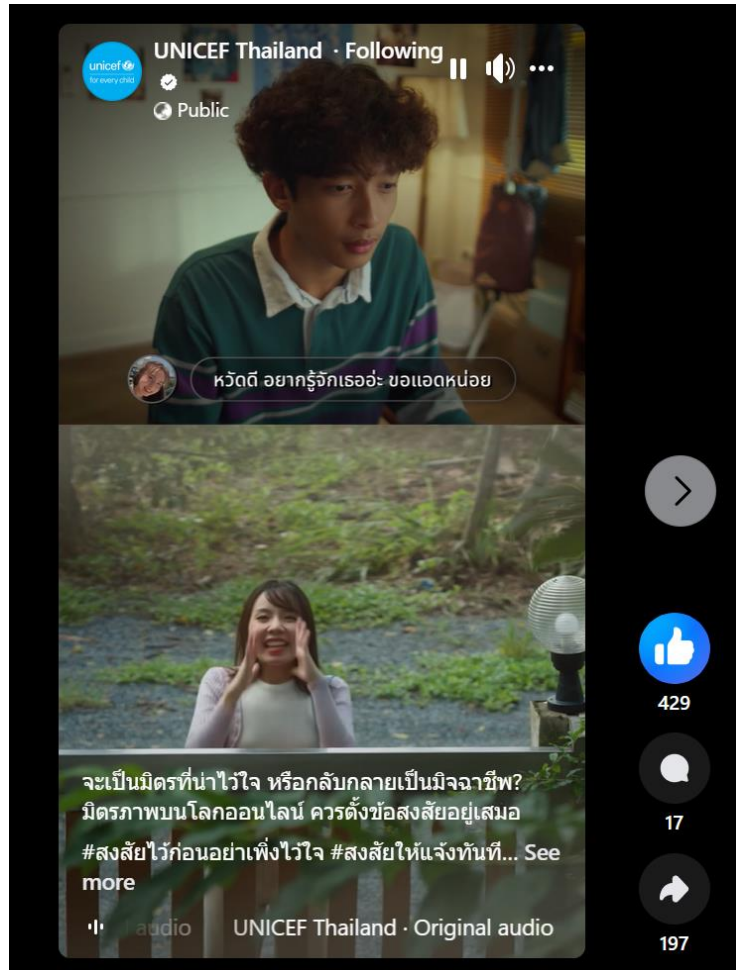 unicef
for every child
UNICEF Thailand · Following
Public
หวัดดี อยากรู้จักเธออ่ะ ขอแอดหน่อย
จะเป็นมิตรที่น่าไว้ใจ หรือกลับกลายเป็นมิจฉาชีพ?
มิตรภาพบนโลกออนไลน์ ควรตั้งข้อสงสัยอยู่เสมอ
#สงสัยไว้ก่อนอย่าเพิ่งไว้ใจ #สงสัยให้แจ้งทันที... See
more
audio UNICEF Thailand · Original audio
429
17
197